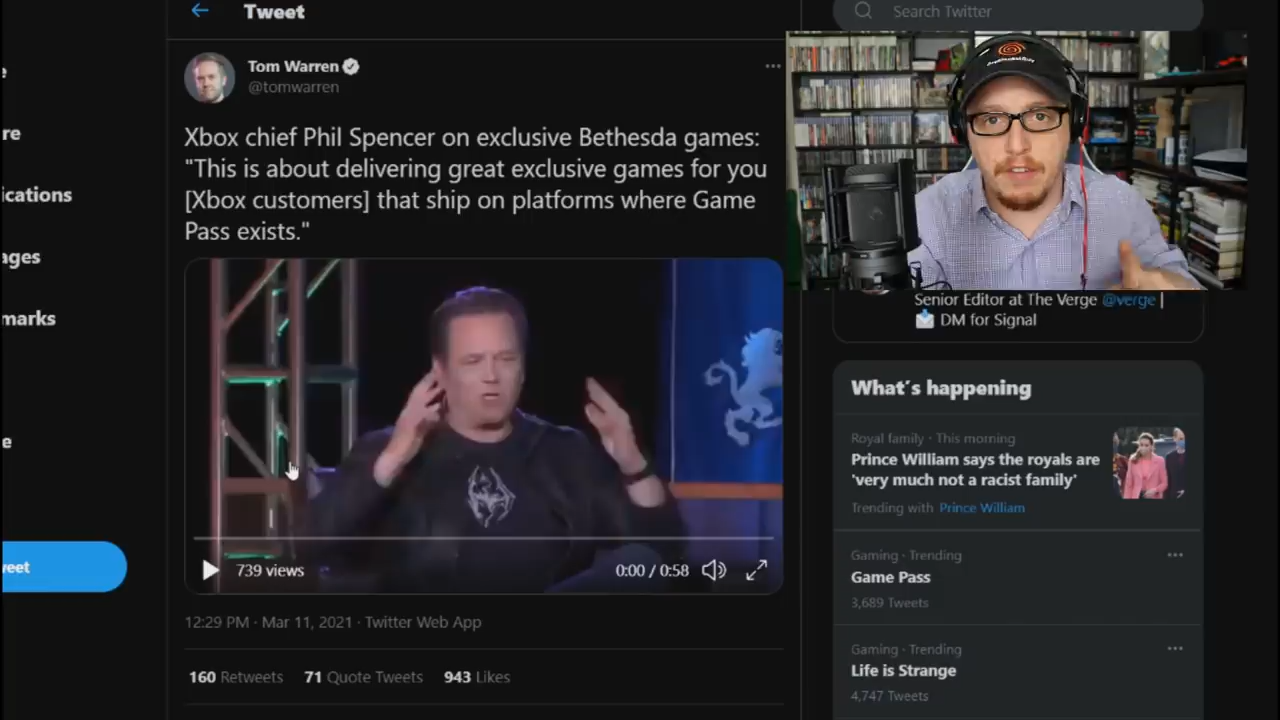 Tweet
Search Twitter
Tom Warren
@tomwarren
Xbox chief Phil Spencer on exclusive Bethesda games:
"This is about delivering great exclusive games for you
[Xbox customers] that ship on platforms where Game
Pass exists."
739 views
0:00 / 0:58
12:29 PM · Mar 11, 2021 · Twitter Web App
160 Retweets 71 Quote Tweets 943 Likes
e
re
ications
ages
marks
e
eet
Senior Editor at The Verge @verge |
DM for Signal
What's happening
Royal family · This morning
Prince William says the royals are
'very much not a racist family'
Trending with Prince William
Gaming · Trending
Game Pass
3,689 Tweets
Gaming · Trending
Life is Strange
4,747 Tweets